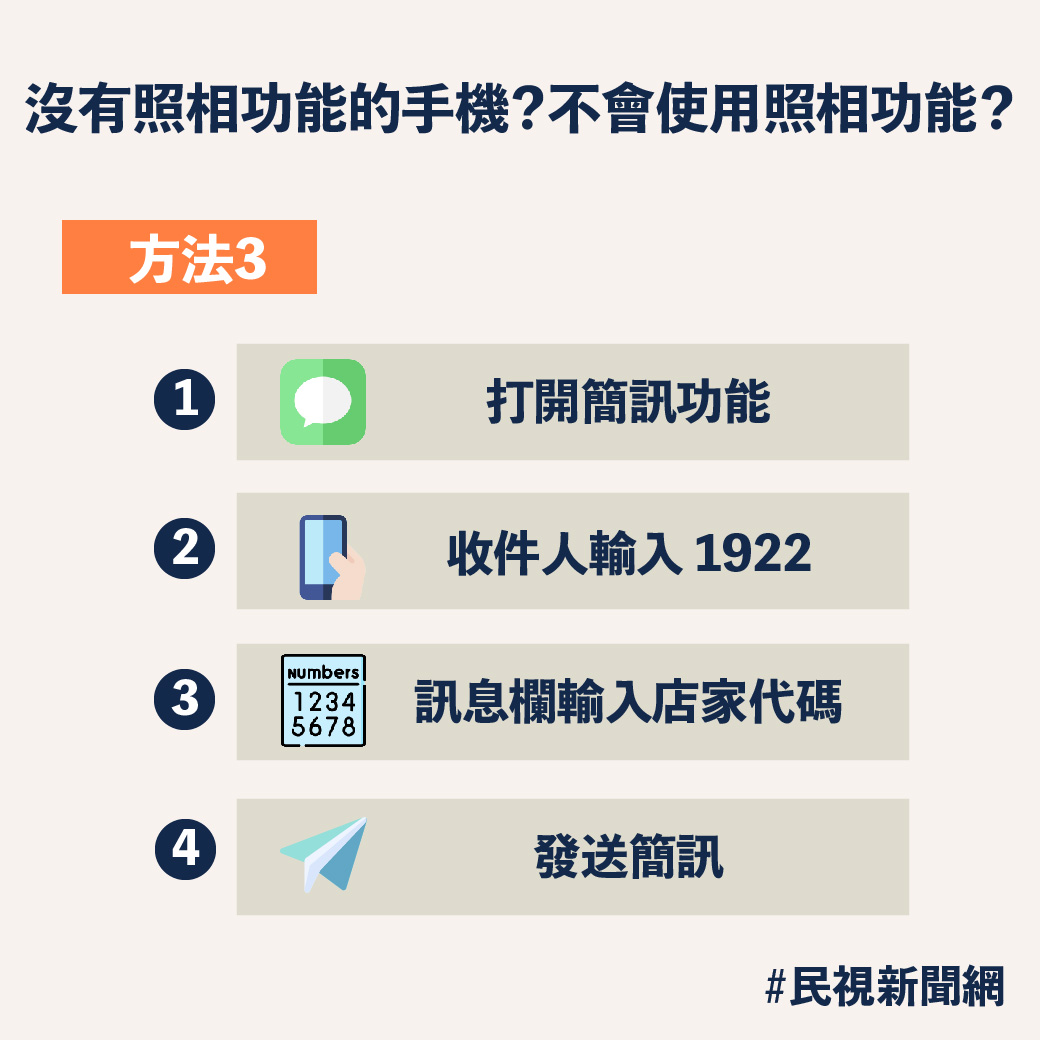 沒有照相功能的手機?不會使用照相功能?
方法3
1
打開簡訊功能
2
收件人輸入 1922
3
Numbers
1234
5678
訊息欄輸入店家代碼
4
發送簡訊
#民視新聞網